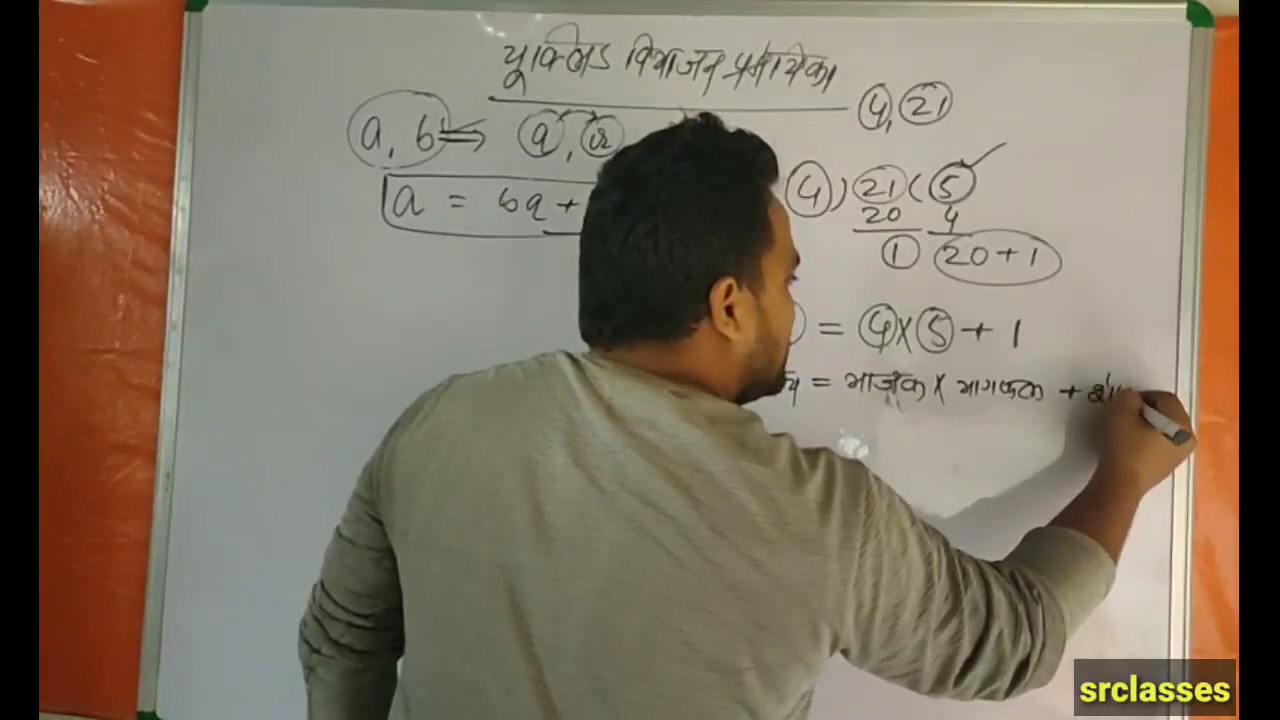 यूक्लिड विभाजन प्रमेयिका
4, 21
a, b ⇒ q, r
a = bq +
4 ) 21 ( 5 ✓
20 4
1 20 + 1
= 4 × 5 + 1
= भाजक × भागफल +
srclasses